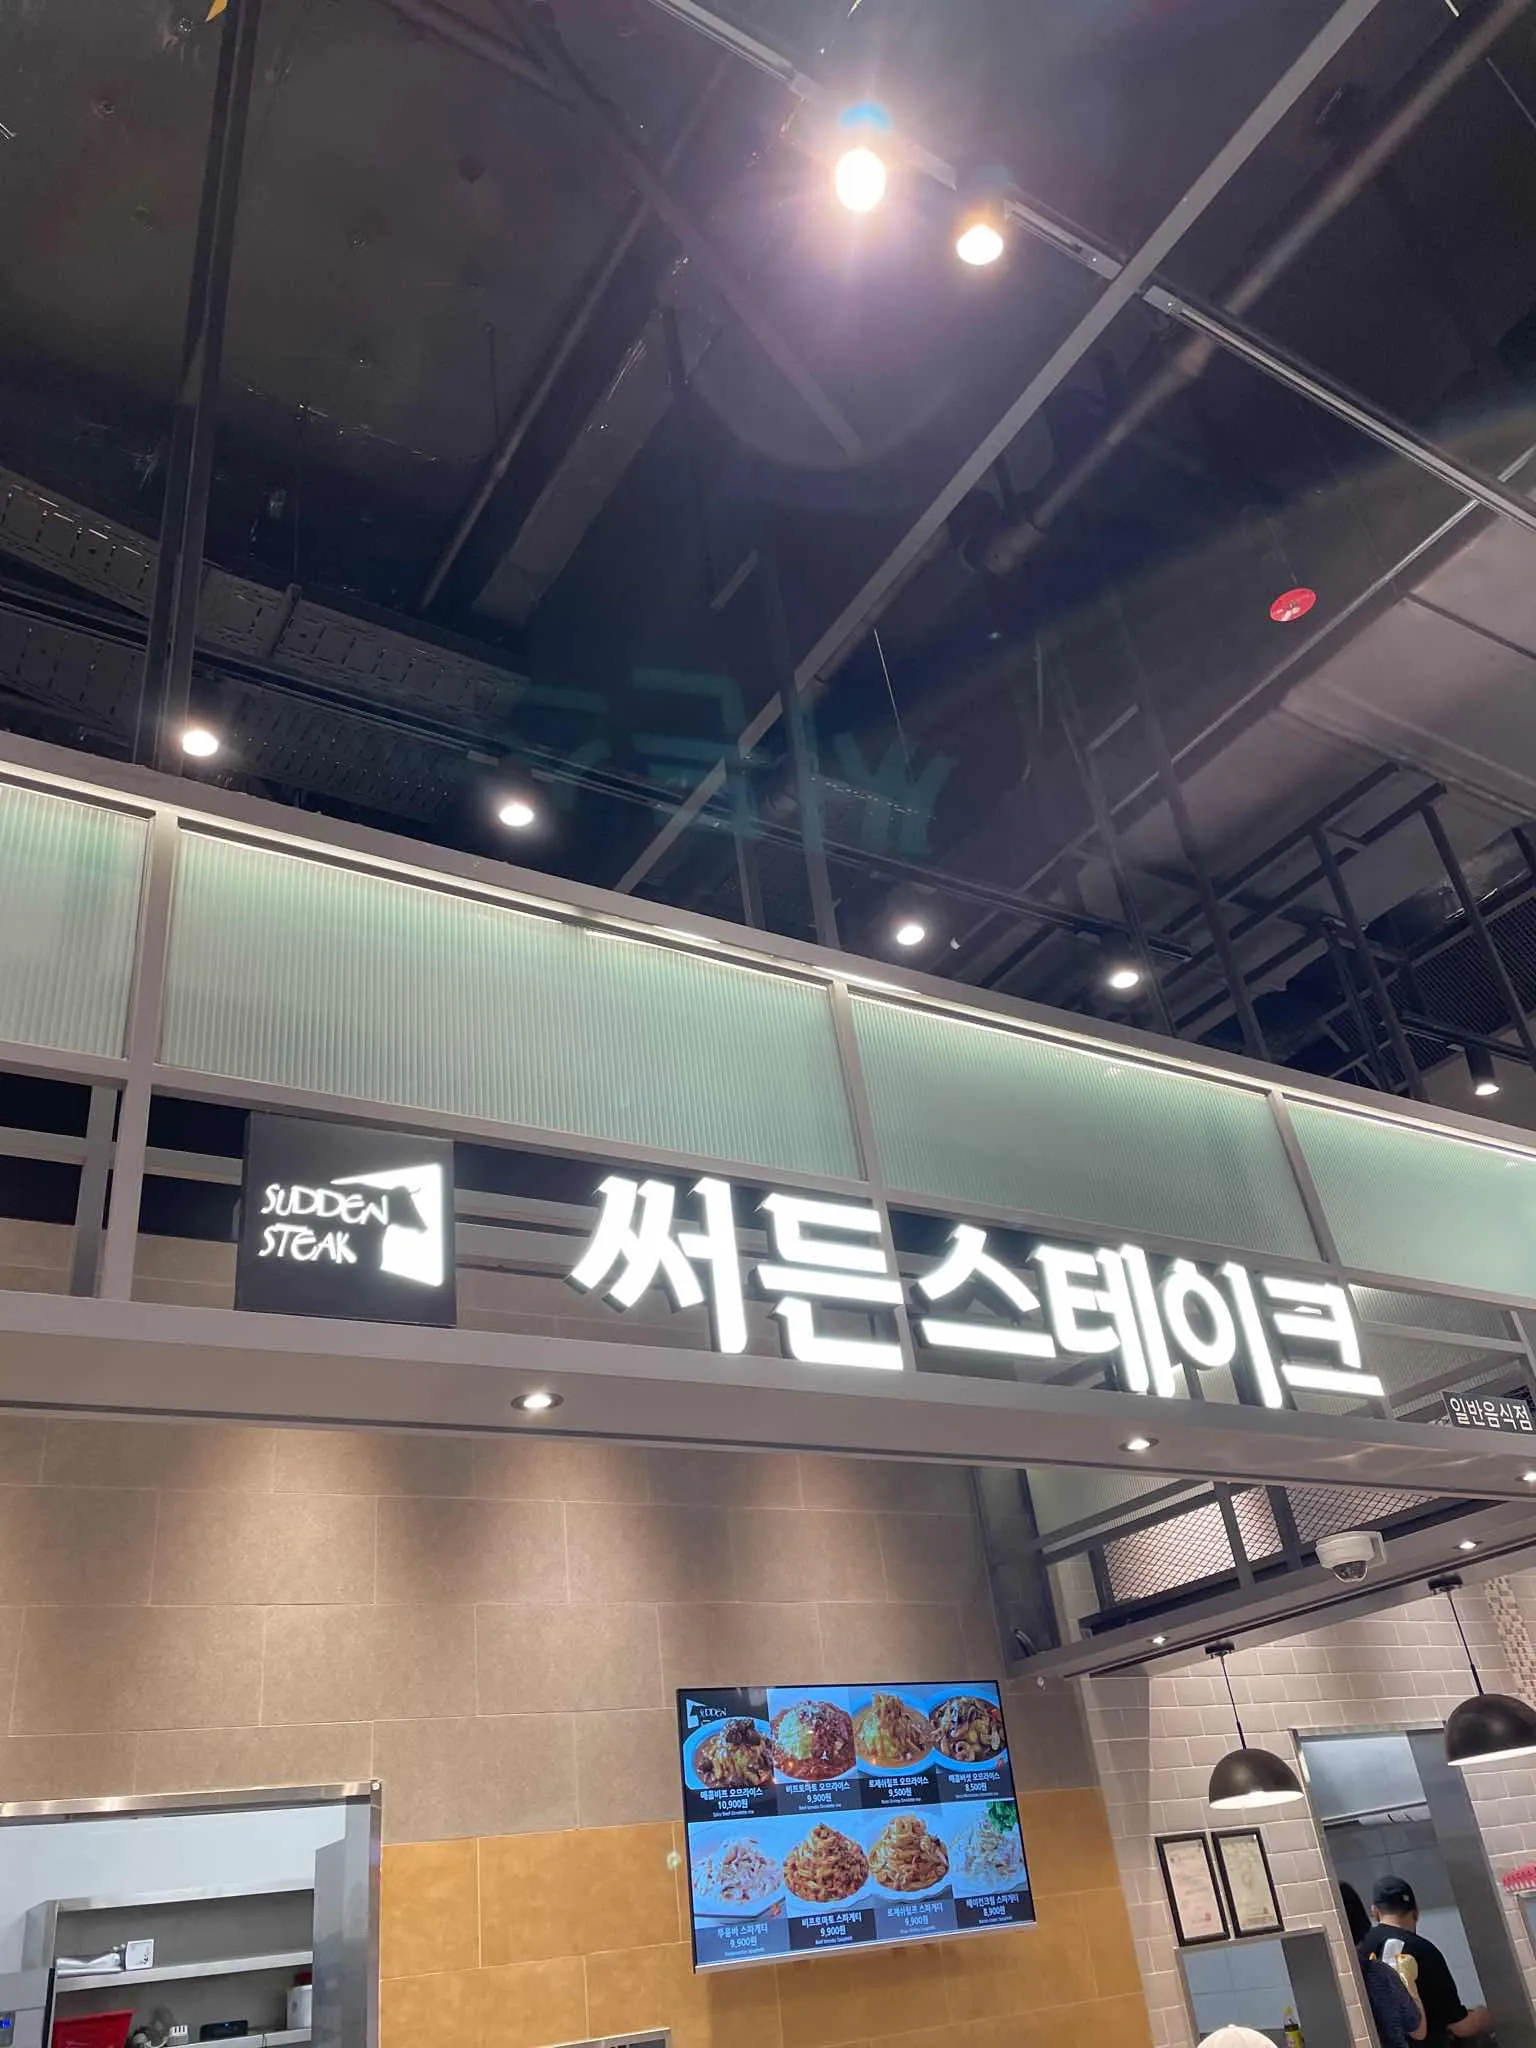 SUDDEN
STEAK
써든스테이크
일반음식점
SUDDEN
매콤비프 오므라이스
10,900원
비프토마토 오므라이스
9,900원
로제쉬림프 오므라이스
9,500원
매콤버섯 오므라이스
8,500원
투움바 스파게티
9,900원
비프토마토 스파게티
9,900원
로제쉬림프 스파게티
9,900원
베이컨크림 스파게티
8,900원